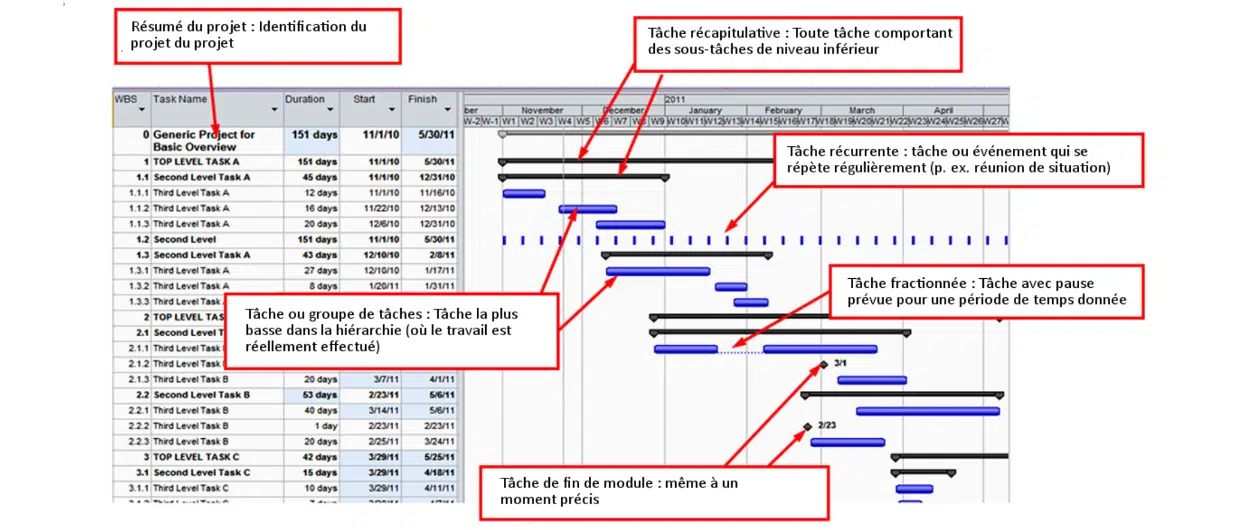 Résumé du projet : Identification du
projet du projet
Tâche récapitulative : Toute tâche comportant
des sous-tâches de niveau inférieur
WBS Task Name Duration Start Finish
2011
ber November December January February March April
W-2 W-1 W1 W2 W3 W4 W5 W6 W7 W8 W9 W10 W11 W12 W13 W14 W15 W16 W17 W18 W19 W20 W21 W22 W23 W24 W25 W26 W27
0 Generic Project for Basic Overview 151 days 11/1/10 5/30/11
1 TOP LEVEL TASK A 151 days 11/1/10 5/30/11
1.1 Second Level Task A 45 days 11/1/10 12/31/10
1.1.1 Third Level Task A 12 days 11/1/10 11/16/10
1.1.2 Third Level Task A 16 days 11/22/10 12/13/10
1.1.3 Third Level Task A 20 days 12/6/10 12/31/10
1.2 Second Level 151 days 11/1/10 5/30/11
1.3 Second Level Task A 43 days 12/10/10 2/8/11
1.3.1 Third Level Task A 27 days 12/10/10 1/17/11
1.3.2 Third Level Task A 8 days 1/20/11 1/31/11
1.3.3 Third Level Task
2 TOP LEVEL TAS
2.1 Second Level T
2.1.1 Third Level Task
2.1.2 Third Level Task
2.1.3 Third Level Task B 20 days 3/7/11 4/1/11
2.2 Second Level Task B 53 days 2/23/11 5/6/11
2.2.1 Third Level Task B 40 days 3/14/11 5/6/11
2.2.2 Third Level Task B 1 day 2/23/11 2/23/11
2.2.3 Third Level Task B 20 days 2/25/11 3/24/11
3 TOP LEVEL TASK C 42 days 3/29/11 5/25/11
3.1 Second Level Task C 15 days 3/29/11 4/18/11
3.1.1 Third Level Task C 10 days 3/29/11 4/11/11
Tâche récurrente : tâche ou événement qui se
répète régulièrement (p. ex. réunion de situation)
Tâche fractionnée : Tâche avec pause
prévue pour une période de temps donnée
Tâche ou groupe de tâches : Tâche la plus
basse dans la hiérarchie (où le travail est
réellement effectué)
3/1
2/23
Tâche de fin de module : même à un
moment précis